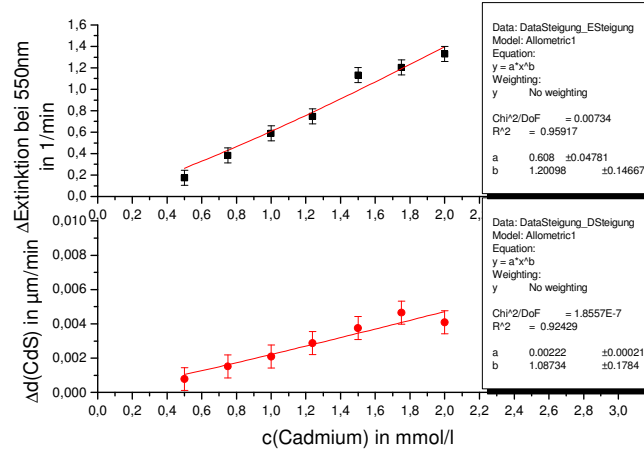 ΔExtinktion bei 550nm
in 1/min
1,6
1,4
1,2
1,0
0,8
0,6
0,4
0,2
0,0
Data: DataSteigung_ESteigung
Model: Allometric1
Equation:
y = a*x^b
Weighting:
y No weighting
Chi^2/DoF = 0.00734
R^2 = 0.95917
a 0.608 ±0.04781
b 1.20098 ±0.14667
Δd(CdS) in µm/min
0,010
0,008
0,006
0,004
0,002
0,000
Data: DataSteigung_DSteigung
Model: Allometric1
Equation:
y = a*x^b
Weighting:
y No weighting
Chi^2/DoF = 1.8557E-7
R^2 = 0.92429
a 0.00222 ±0.00021
b 1.08734 ±0.1784
0,0 0,2 0,4 0,6 0,8 1,0 1,2 1,4 1,6 1,8 2,0 2,2 2,4 2,6 2,8 3,0
c(Cadmium) in mmol/l